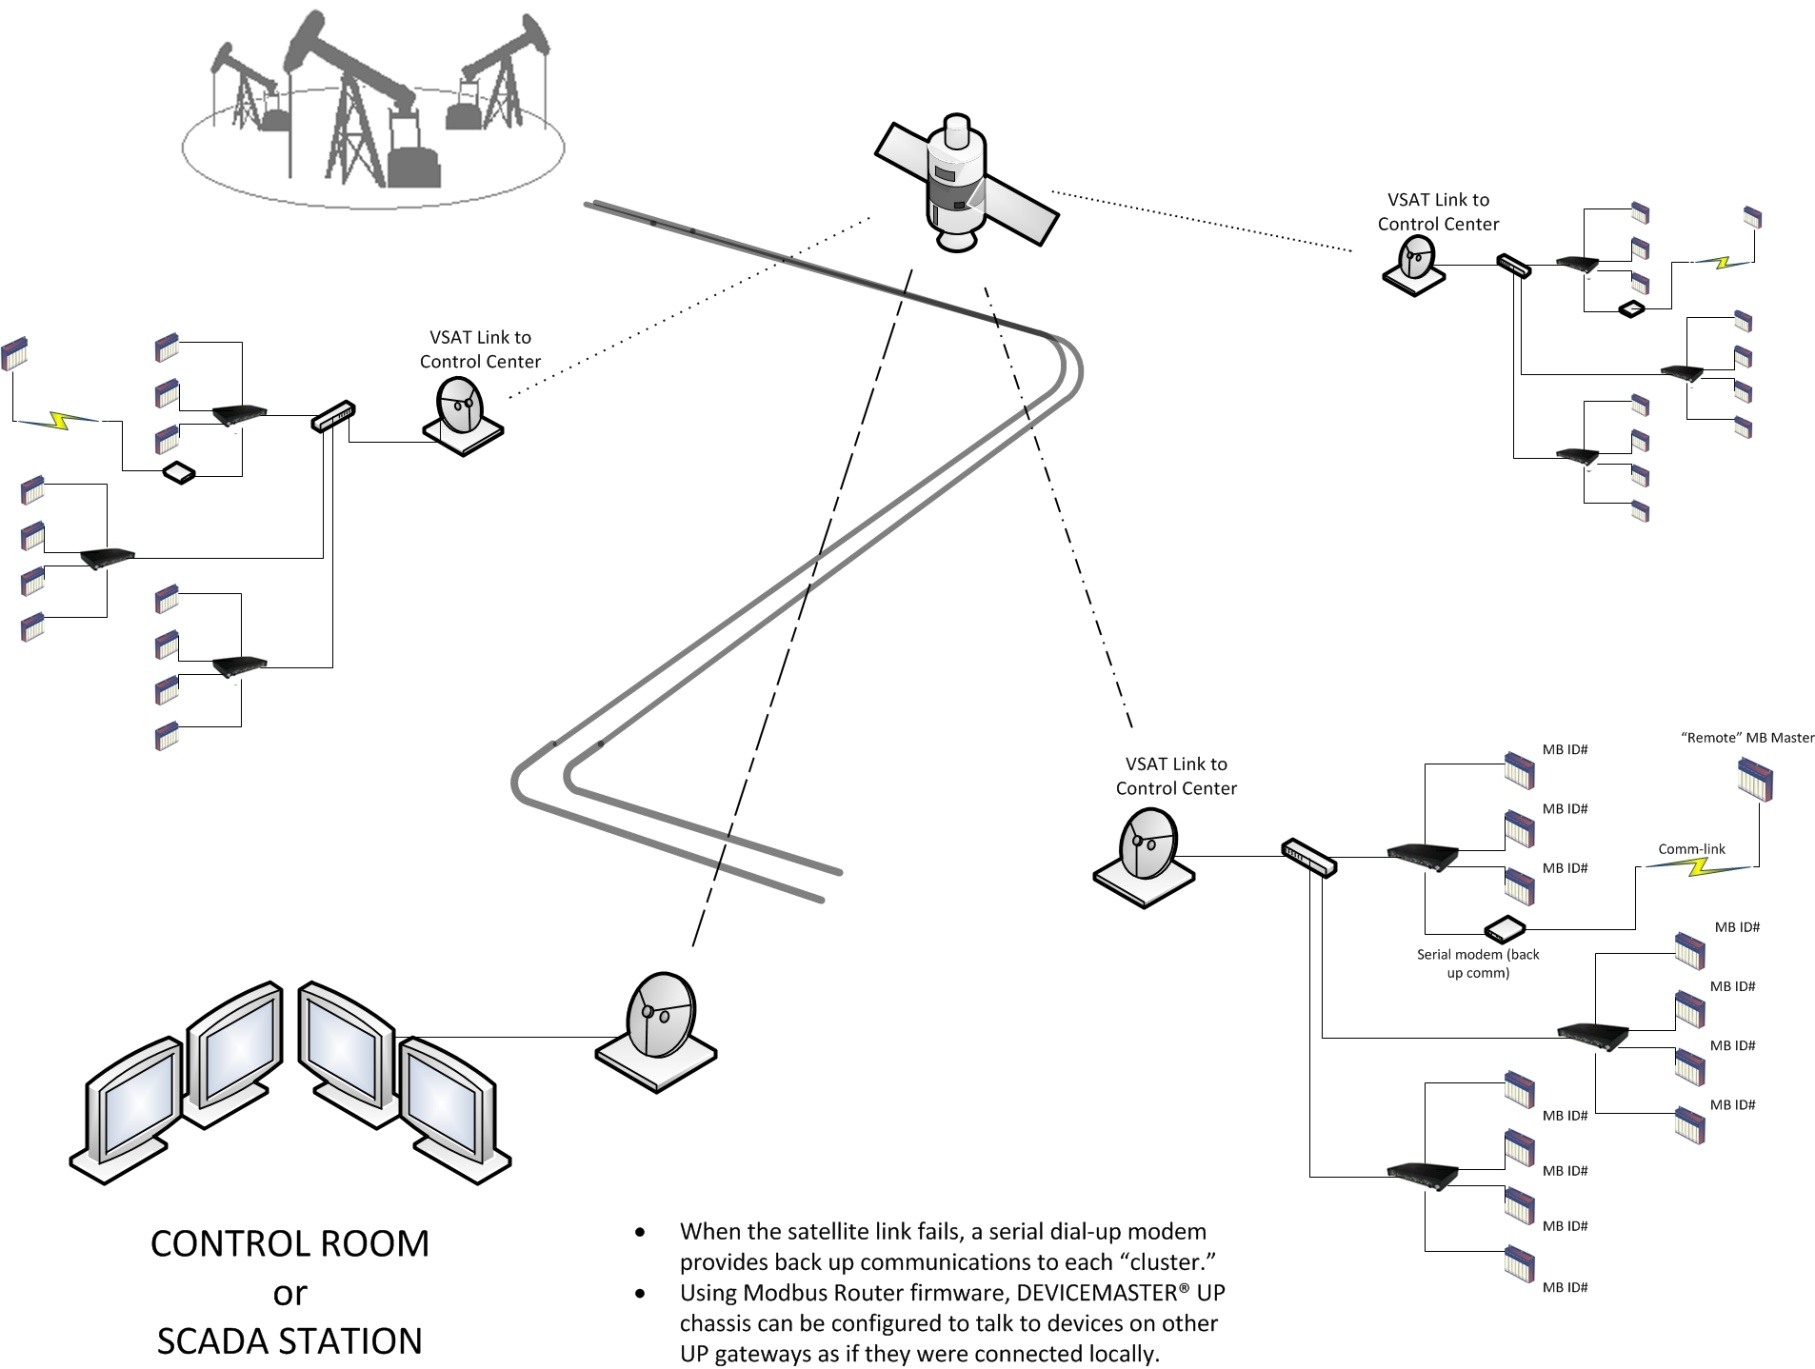 VSAT Link to
Control Center
VSAT Link to
Control Center
“Remote” MB Master
MB ID#
VSAT Link to
Control Center
MB ID#
Comm-link
MB ID#
MB ID#
Serial modem (back
up comm)
MB ID#
MB ID#
MB ID#
MB ID#
MB ID#
MB ID#
MB ID#
CONTROL ROOM
or
SCADA STATION
• When the satellite link fails, a serial dial-up modem
provides back up communications to each “cluster.”
• Using Modbus Router firmware, DEVICEMASTER® UP
chassis can be configured to talk to devices on other
UP gateways as if they were connected locally.